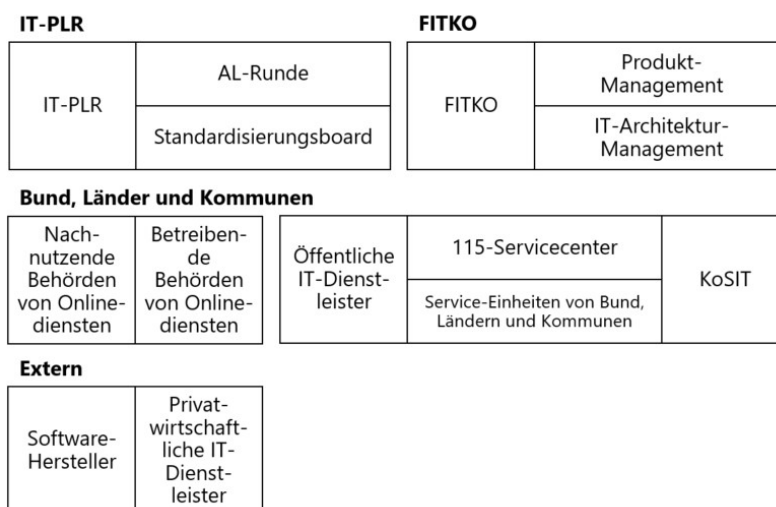 IT-PLR
IT-PLR
AL-Runde
Standardisierungsboard
FITKO
FITKO
Produkt-
Management
IT-Architektur-
Management
Bund, Länder und Kommunen
Nach-
nutzende
Behörden
von Online-
diensten
Betreiben-
de
Behörden
von Online-
diensten
Öffentliche
IT-Dienst-
leister
115-Servicecenter
Service-Einheiten von Bund,
Ländern und Kommunen
KoSIT
Extern
Software-
Hersteller
Privat-
wirtschaft-
liche IT-
Dienst-
leister